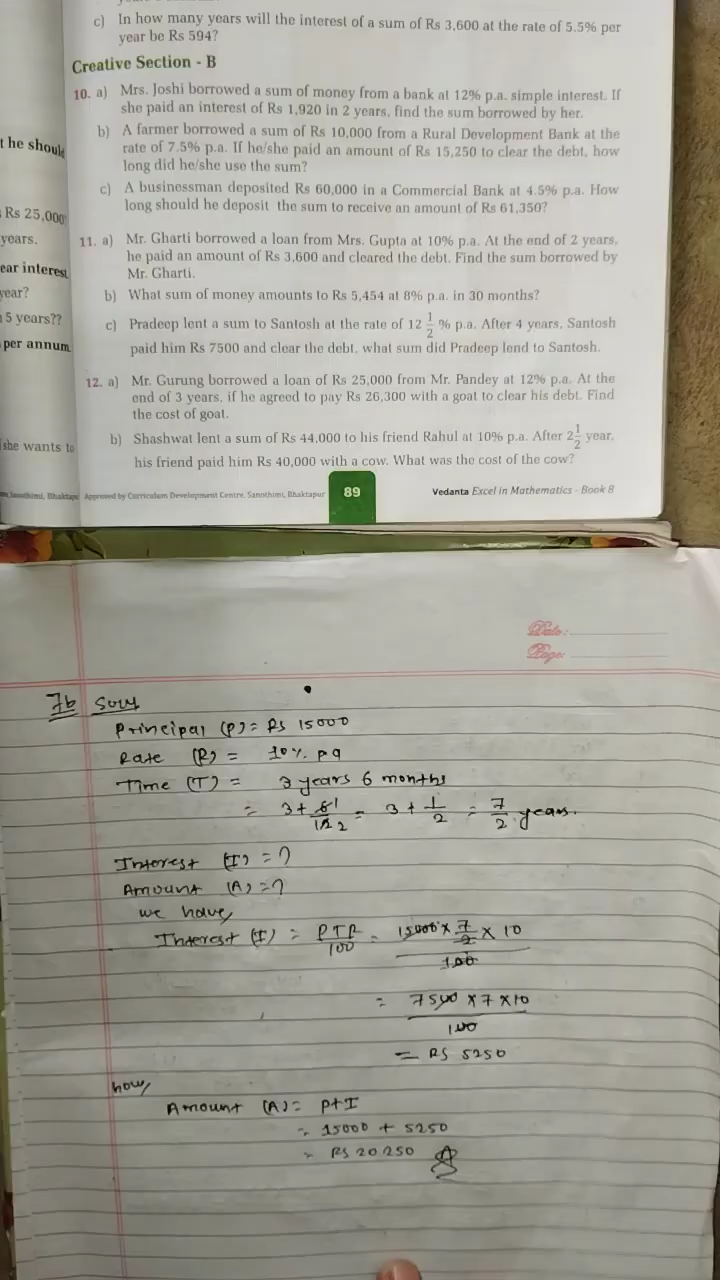 c) In how many years will the interest of a sum of Rs 3,600 at the rate of 5.5% per
year be Rs 594?
Creative Section - B
10. a) Mrs. Joshi borrowed a sum of money from a bank at 12% p.a. simple interest. If
she paid an interest of Rs 1,920 in 2 years, find the sum borrowed by her.
b) A farmer borrowed a sum of Rs 10,000 from a Rural Development Bank at the
rate of 7.5% p.a. If he/she paid an amount of Rs 15,250 to clear the debt, how
long did he/she use the sum?
c) A businessman deposited Rs 60,000 in a Commercial Bank at 4.5% p.a. How
long should he deposit the sum to receive an amount of Rs 61,350?
11. a) Mr. Gharti borrowed a loan from Mrs. Gupta at 10% p.a. At the end of 2 years,
he paid an amount of Rs 3,600 and cleared the debt. Find the sum borrowed by
Mr. Gharti.
b) What sum of money amounts to Rs 5,454 at 8% p.a. in 30 months?
c) Pradeep lent a sum to Santosh at the rate of 12 1/2 % p.a. After 4 years, Santosh
paid him Rs 7500 and clear the debt, what sum did Pradeep lend to Santosh.
12. a) Mr. Gurung borrowed a loan of Rs 25,000 from Mr. Pandey at 12% p.a. At the
end of 3 years, if he agreed to pay Rs 26,300 with a goat to clear his debt. Find
the cost of goat.
b) Shashwat lent a sum of Rs 44,000 to his friend Rahul at 10% p.a. After 2 1/2 year,
his friend paid him Rs 40,000 with a cow. What was the cost of the cow?
Approved by Curriculum Development Centre, Sanothimi, Bhaktapur 89 Vedanta Excel in Mathematics - Book 8
t he should
Rs 25,000
years.
ear interest
year?
5 years??
per annum
she wants to
Date:
Page:
7b Soln
Principal (P) = Rs 15000
Rate (R) = 10% pa
Time (T) = 3 years 6 months
= 3 + 6 1/12 2 = 3 + 1/2 = 7/2 years.
Interest (I) = ?
Amount (A) = ?
we have,
Interest (I) = PTR/100 = 15000 × 7/2 × 10/100
= 7500 × 7 × 10/100
= RS 5250
now,
Amount (A) = P+I
= 15000 + 5250
= RS 20250